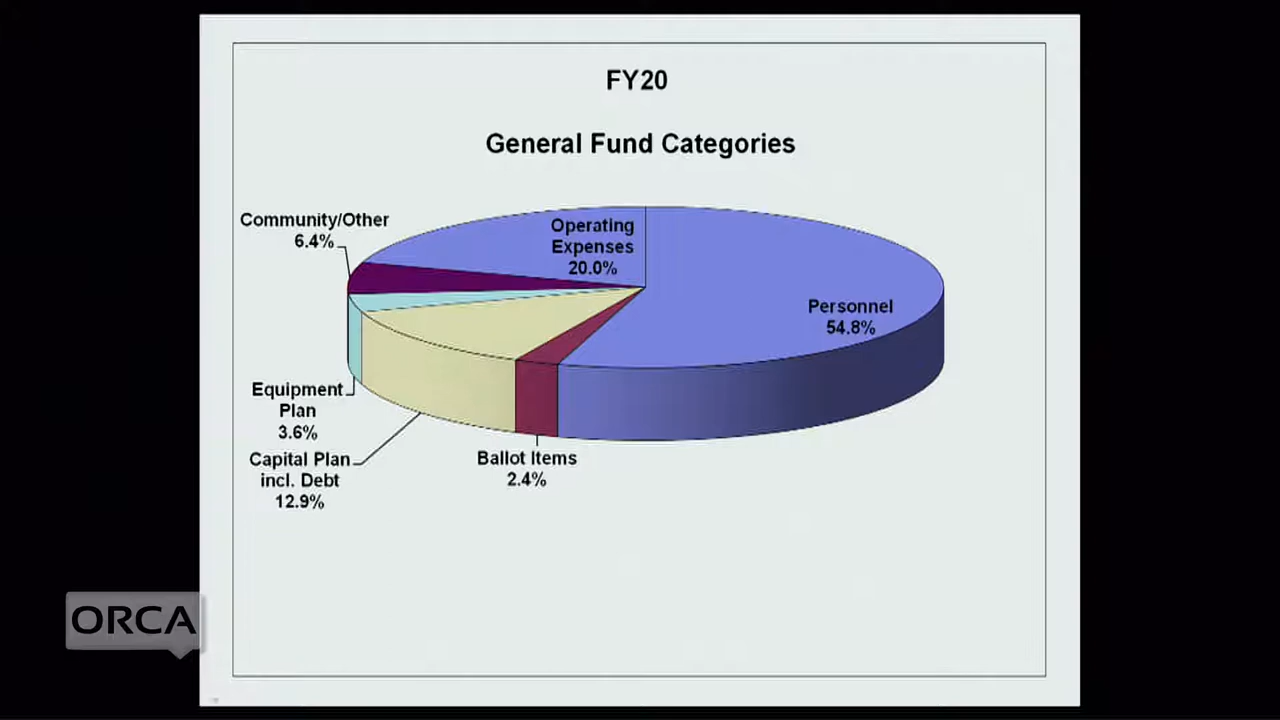 FY20
General Fund Categories
Community/Other
6.4%
Operating
Expenses
20.0%
Personnel
54.8%
Equipment
Plan
3.6%
Capital Plan
incl. Debt
12.9%
Ballot Items
2.4%
ORCA